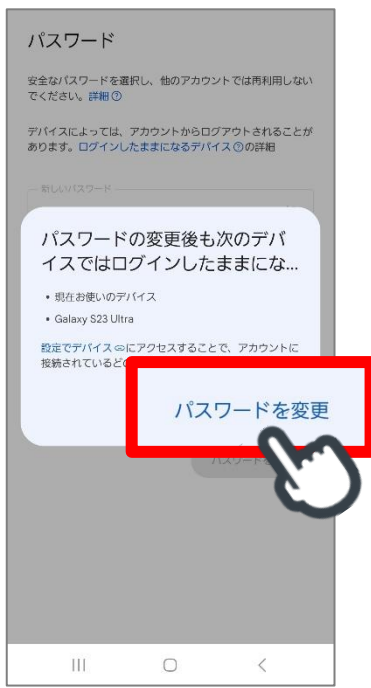 パスワード
安全なパスワードを選択し、他のアカウントでは再利用しない
でください。詳細
デバイスによっては、アカウントからログアウトされることが
あります。ログインしたままになるデバイスの詳細
新しいパスワード
パスワードの変更後も次のデバ
イスではログインしたままにな...
• 現在お使いのデバイス
• Galaxy S23 Ultra
設定でデバイスにアクセスすることで、アカウントに
接続されているど
パスワードを変更
パスワードを